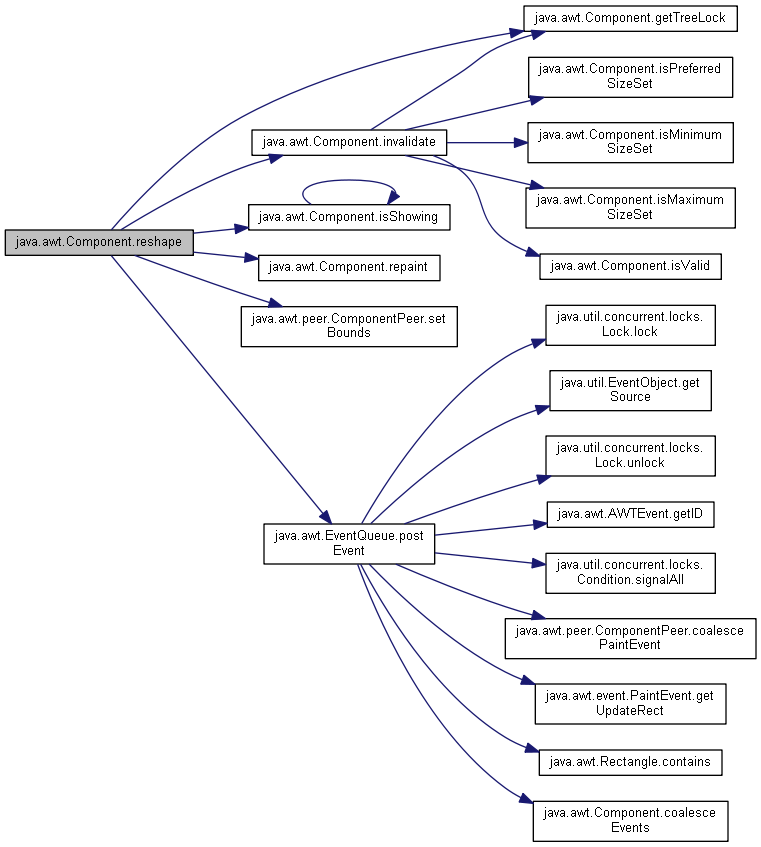 java.awt.Component.getTreeLock
java.awt.Component.isPreferred
SizeSet
java.awt.Component.invalidate
java.awt.Component.isMinimum
SizeSet
java.awt.Component.isMaximum
SizeSet
java.awt.Component.isShowing
java.awt.Component.reshape
java.awt.Component.repaint
java.awt.Component.isValid
java.awt.peer.ComponentPeer.set
Bounds
java.util.concurrent.locks.
Lock.lock
java.util.EventObject.get
Source
java.util.concurrent.locks.
Lock.unlock
java.awt.AWTEvent.getID
java.awt.EventQueue.post
Event
java.util.concurrent.locks.
Condition.signalAll
java.awt.peer.ComponentPeer.coalesce
PaintEvent
java.awt.event.PaintEvent.get
UpdateRect
java.awt.Rectangle.contains
java.awt.Component.coalesce
Events